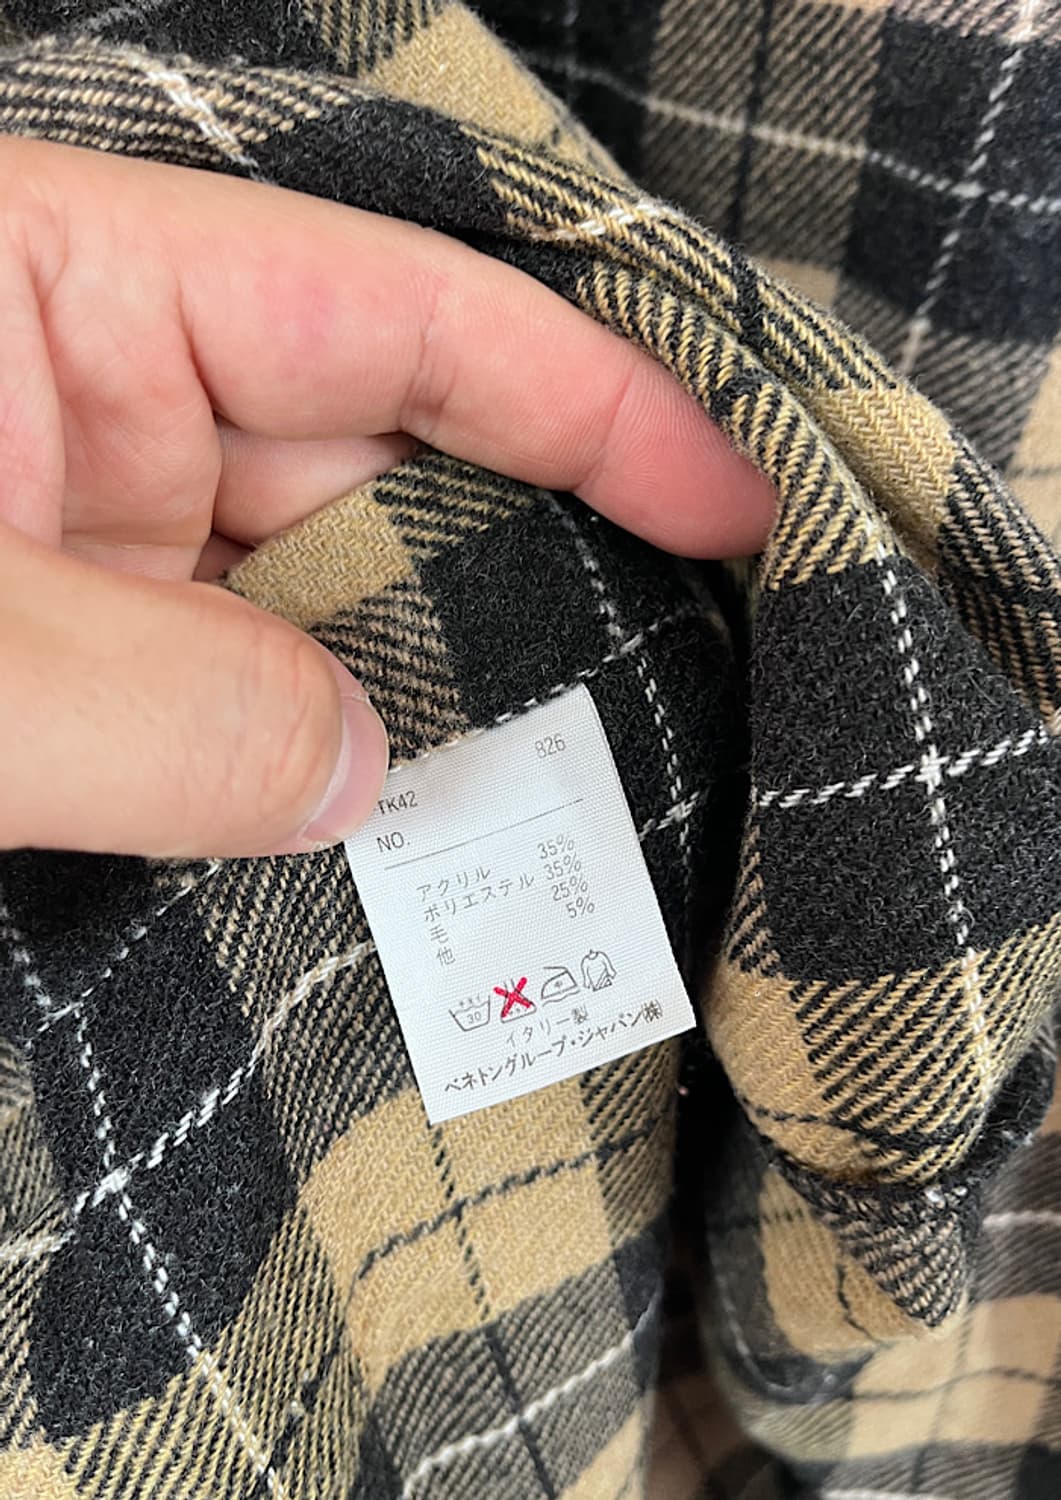 826
TK42
NO.
アクリル 35%
ポリエステル 35%
毛 25%
他 5%
30
イタリー製
ベネトングループ・ジャパン㈱